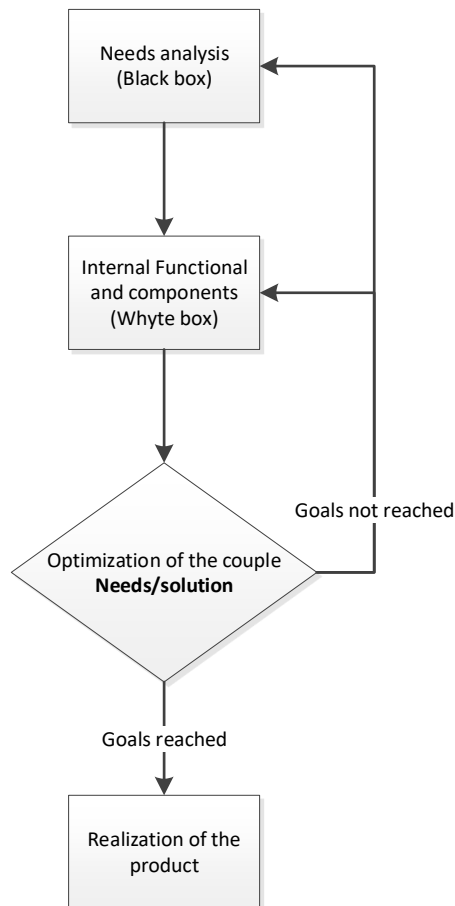 Needs analysis
(Black box)
Internal Functional
and components
(Whyte box)
Goals not reached
Optimization of the couple
Needs/solution
Goals reached
Realization of the
product